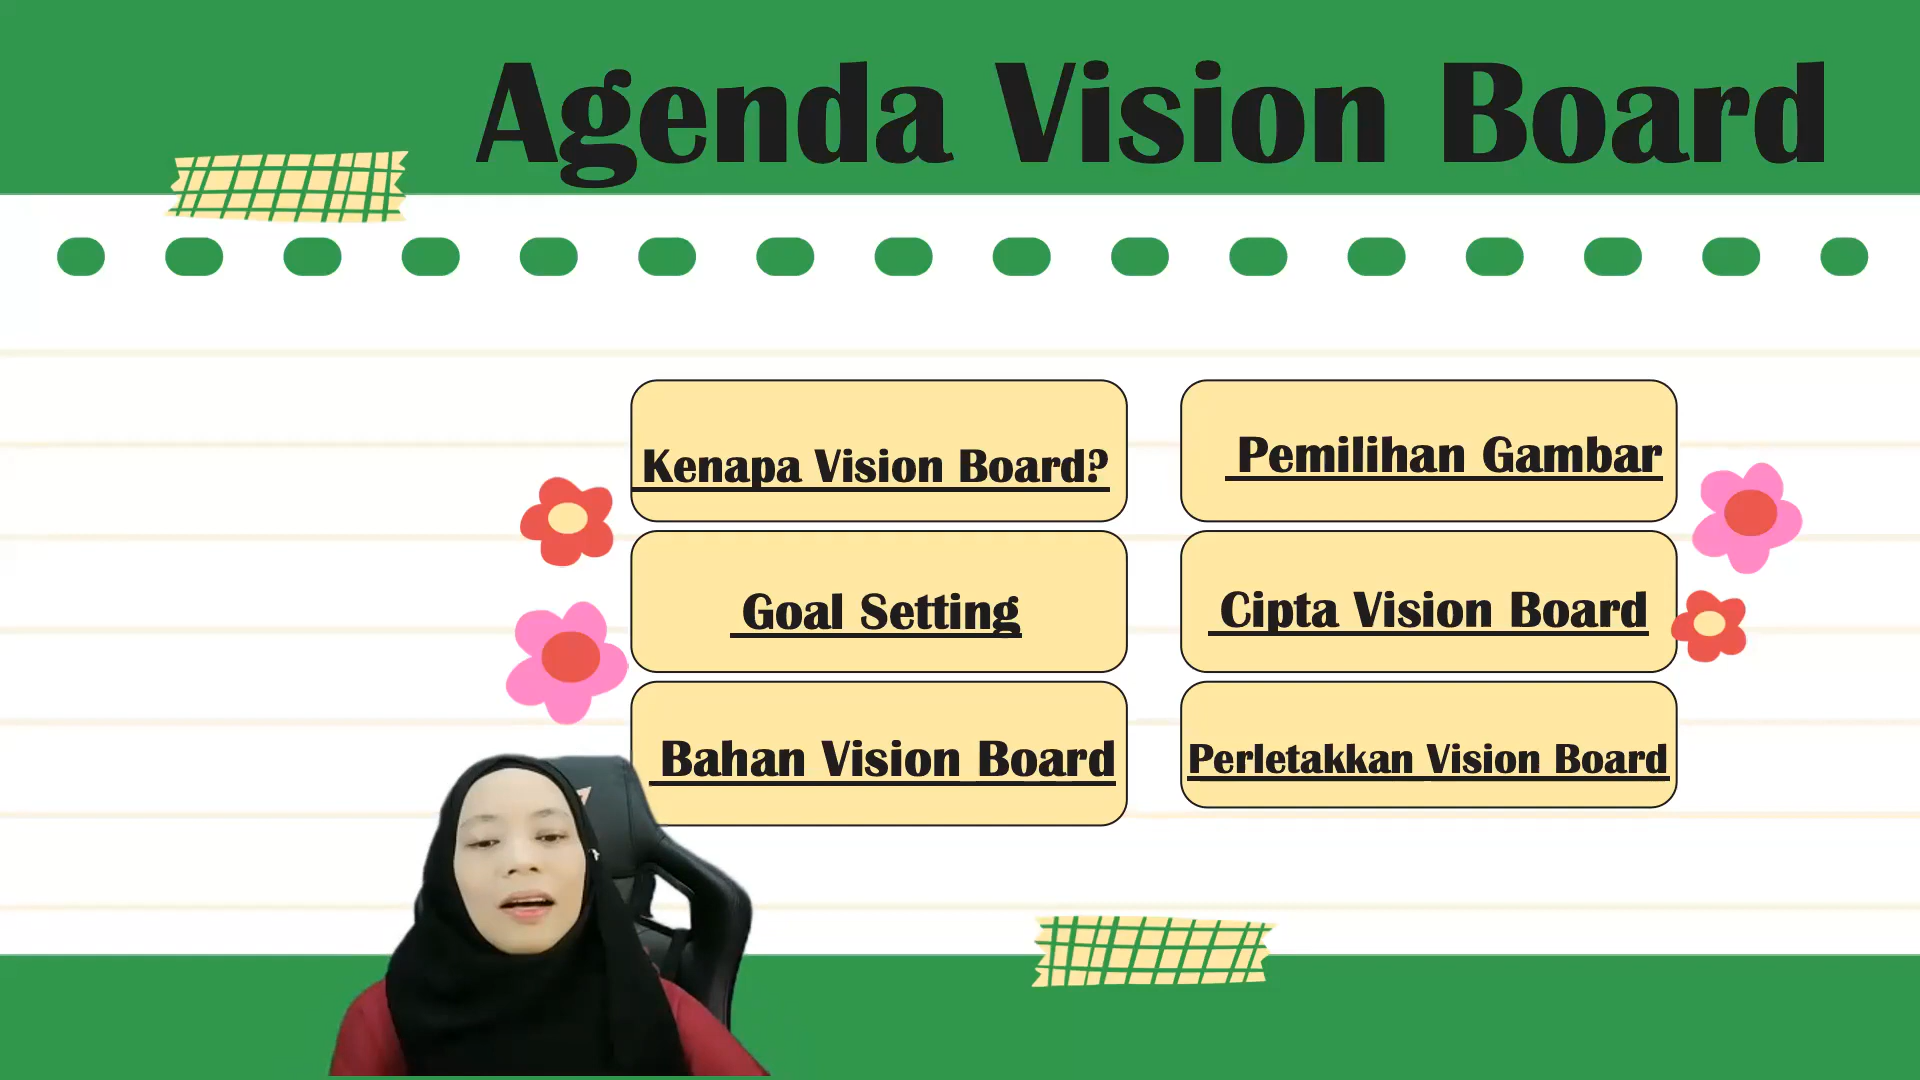 Agenda Vision Board
Kenapa Vision Board?
Goal Setting
Bahan Vision Board
Pemilihan Gambar
Cipta Vision Board
Perletakkan Vision Board